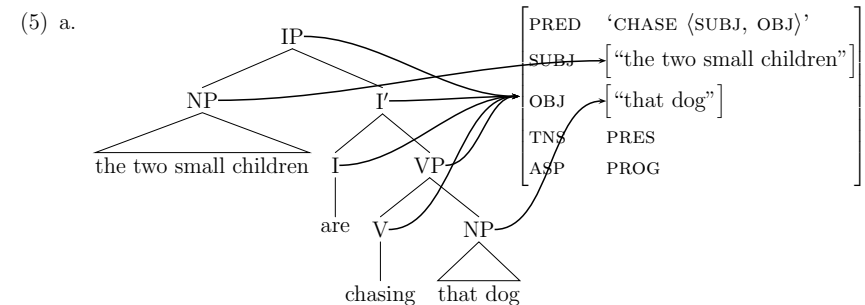 (5) a.
IP
PRED ‘CHASE ⟨SUBJ, OBJ⟩’
SUBJ [“the two small children”]
NP I′ OBJ [“that dog”]
TNS PRES
the two small children I VP ASP PROG
are V NP
chasing that dog